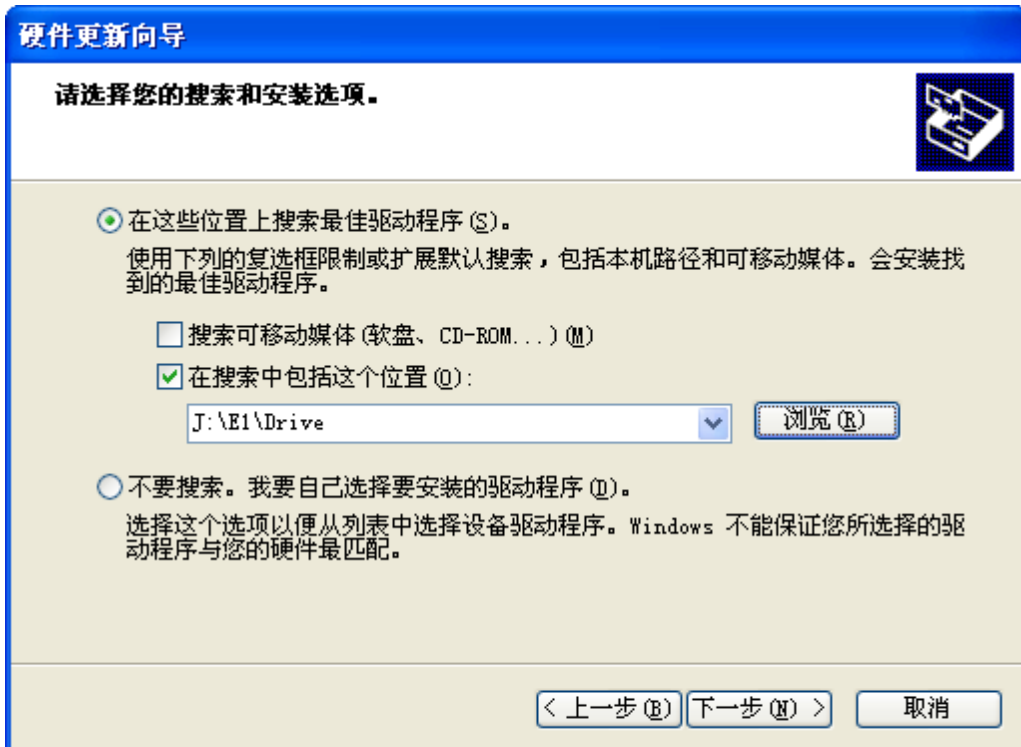 硬件更新向导
请选择您的搜索和安装选项。
在这些位置上搜索最佳驱动程序(S)。
使用下列的复选框限制或扩展默认搜索，包括本机路径和可移动媒体。会安装找
到的最佳驱动程序。
搜索可移动媒体(软盘、CD-ROM...)(M)
在搜索中包括这个位置(O):
J:\E1\Drive
浏览(R)
不要搜索。我要自己选择要安装的驱动程序(D)。
选择这个选项以便从列表中选择设备驱动程序。Windows 不能保证您所选择的驱
动程序与您的硬件最匹配。
< 上一步(B) 下一步(N) > 取消